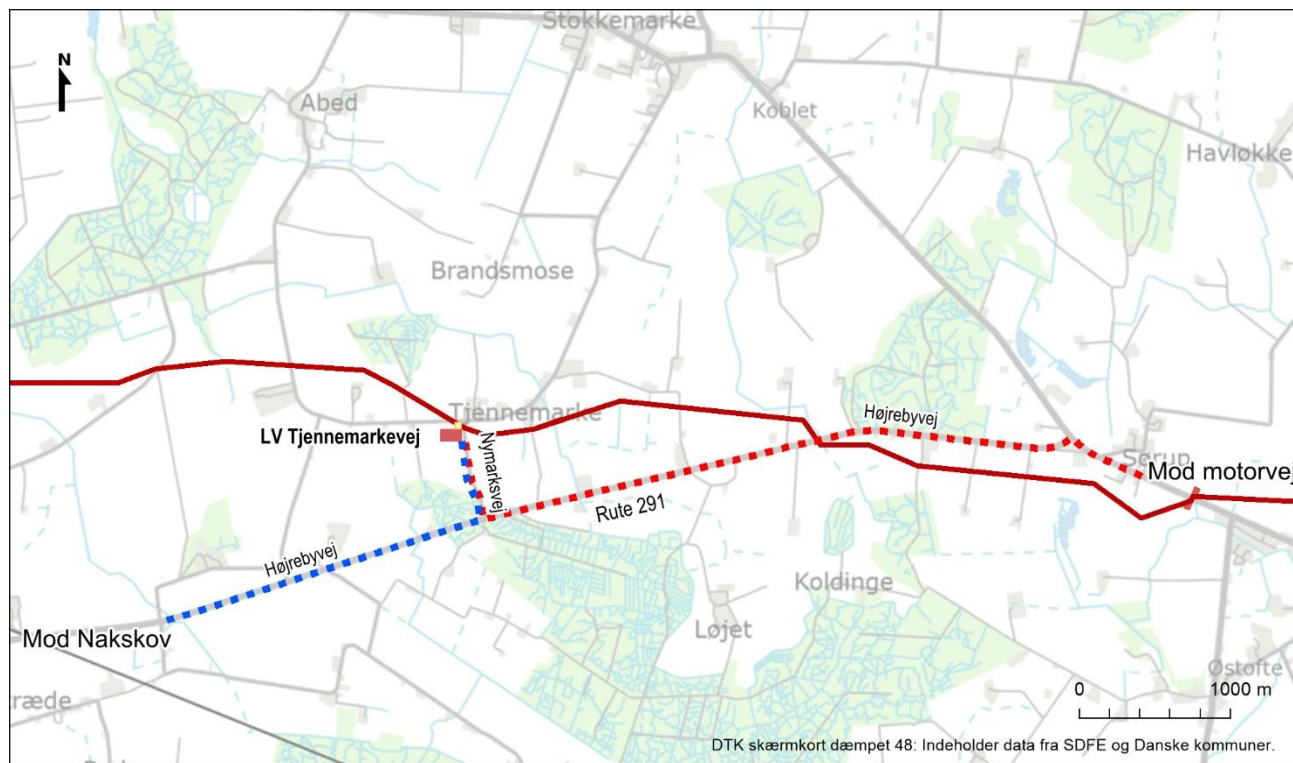 Stokkemarke
N
Abed
Koblet
Havløkke
Brandsmose
Tjennemarke
LV Tjennemarkevej
Nymarksvej
Højrebyvej
Sørup
Mod motorvej
Rute 291
Højrebyvej
Koldinge
Løjet
Mod Nakskov
Østofte
træde
0 1000 m
DTK skærmkort dæmpet 48: Indeholder data fra SDFE og Danske kommuner.